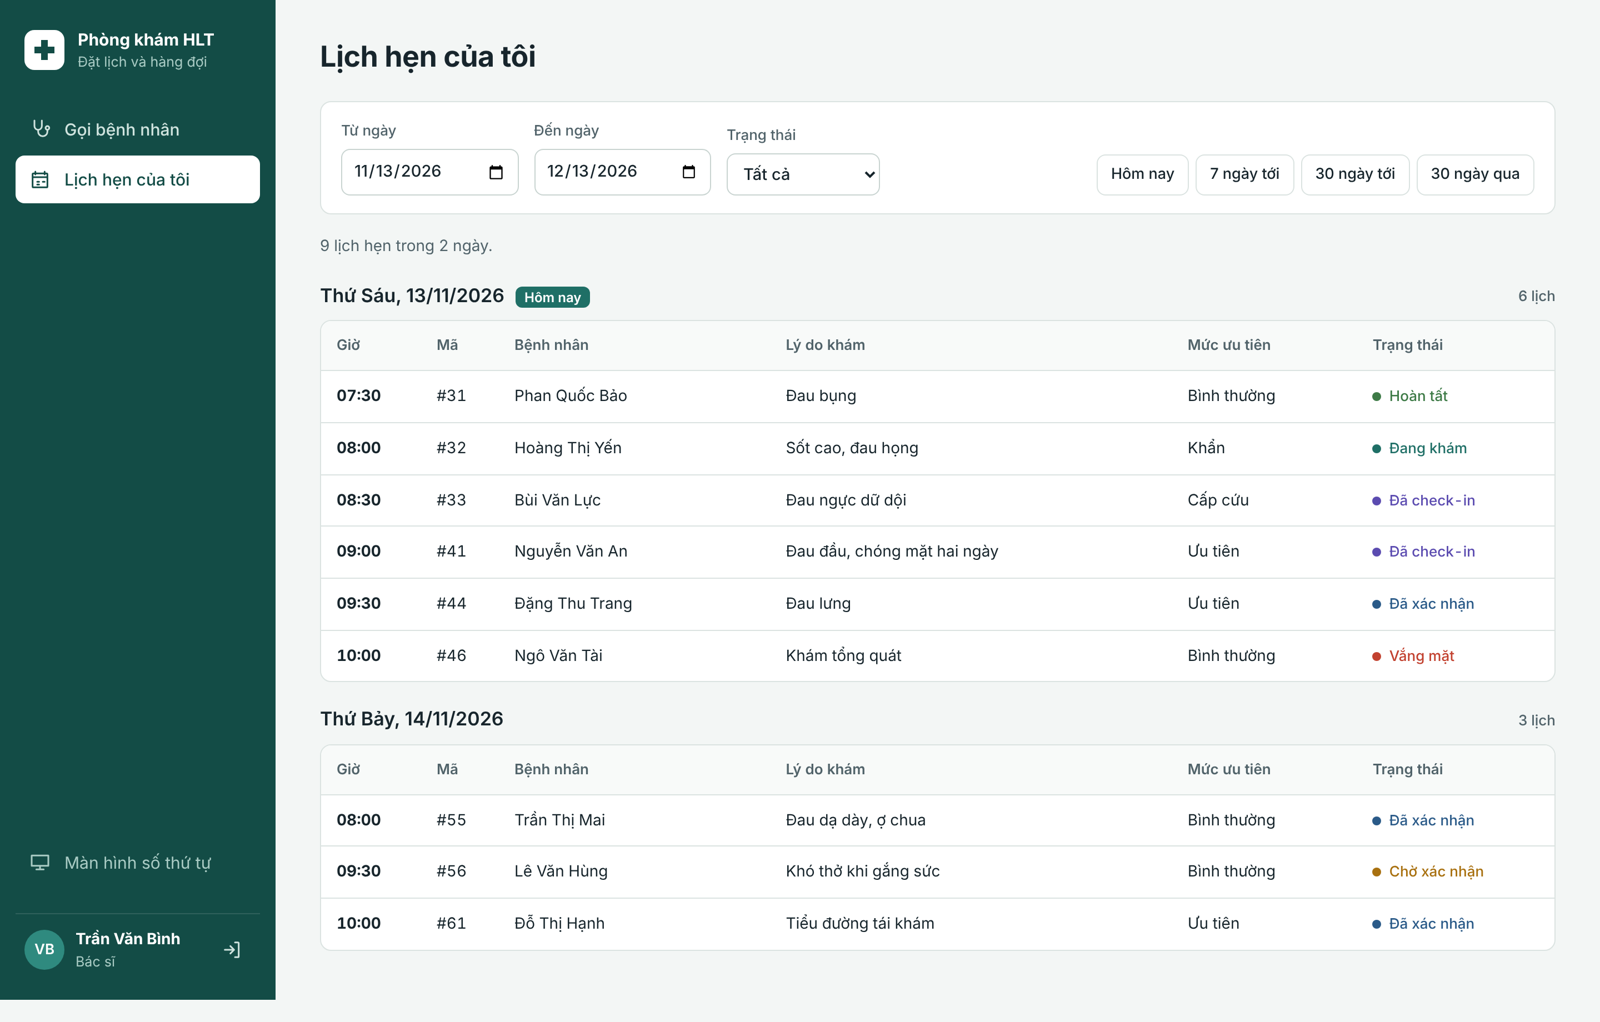 Phòng khám HLT
Đặt lịch và hàng đợi
Gọi bệnh nhân
Lịch hẹn của tôi
Màn hình số thứ tự
VB
Trần Văn Bình
Bác sĩ
Lịch hẹn của tôi
Từ ngày
Đến ngày
Trạng thái
11/13/2026
12/13/2026
Tất cả
Hôm nay
7 ngày tới
30 ngày tới
30 ngày qua
9 lịch hẹn trong 2 ngày.
Thứ Sáu, 13/11/2026 Hôm nay 6 lịch
Giờ Mã Bệnh nhân Lý do khám Mức ưu tiên Trạng thái
07:30 #31 Phan Quốc Bảo Đau bụng Bình thường Hoàn tất
08:00 #32 Hoàng Thị Yến Sốt cao, đau họng Khẩn Đang khám
08:30 #33 Bùi Văn Lực Đau ngực dữ dội Cấp cứu Đã check-in
09:00 #41 Nguyễn Văn An Đau đầu, chóng mặt hai ngày Ưu tiên Đã check-in
09:30 #44 Đặng Thu Trang Đau lưng Ưu tiên Đã xác nhận
10:00 #46 Ngô Văn Tài Khám tổng quát Bình thường Vắng mặt
Thứ Bảy, 14/11/2026 3 lịch
Giờ Mã Bệnh nhân Lý do khám Mức ưu tiên Trạng thái
08:00 #55 Trần Thị Mai Đau dạ dày, ợ chua Bình thường Đã xác nhận
09:30 #56 Lê Văn Hùng Khó thở khi gắng sức Bình thường Chờ xác nhận
10:00 #61 Đỗ Thị Hạnh Tiểu đường tái khám Ưu tiên Đã xác nhận